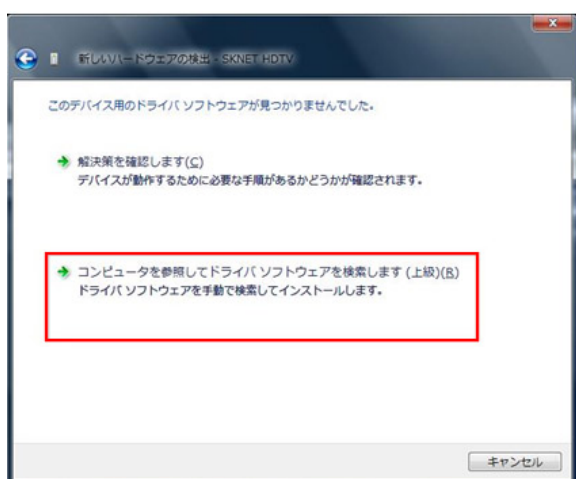 新しいハードウェアの検出 - SKNET HDTV
このデバイス用のドライバ ソフトウェアが見つかりませんでした。
解決策を確認します(C)
デバイスが動作するために必要な手順があるかどうかが確認されます。
コンピュータを参照してドライバ ソフトウェアを検索します (上級)(R)
ドライバ ソフトウェアを手動で検索してインストールします。
キャンセル